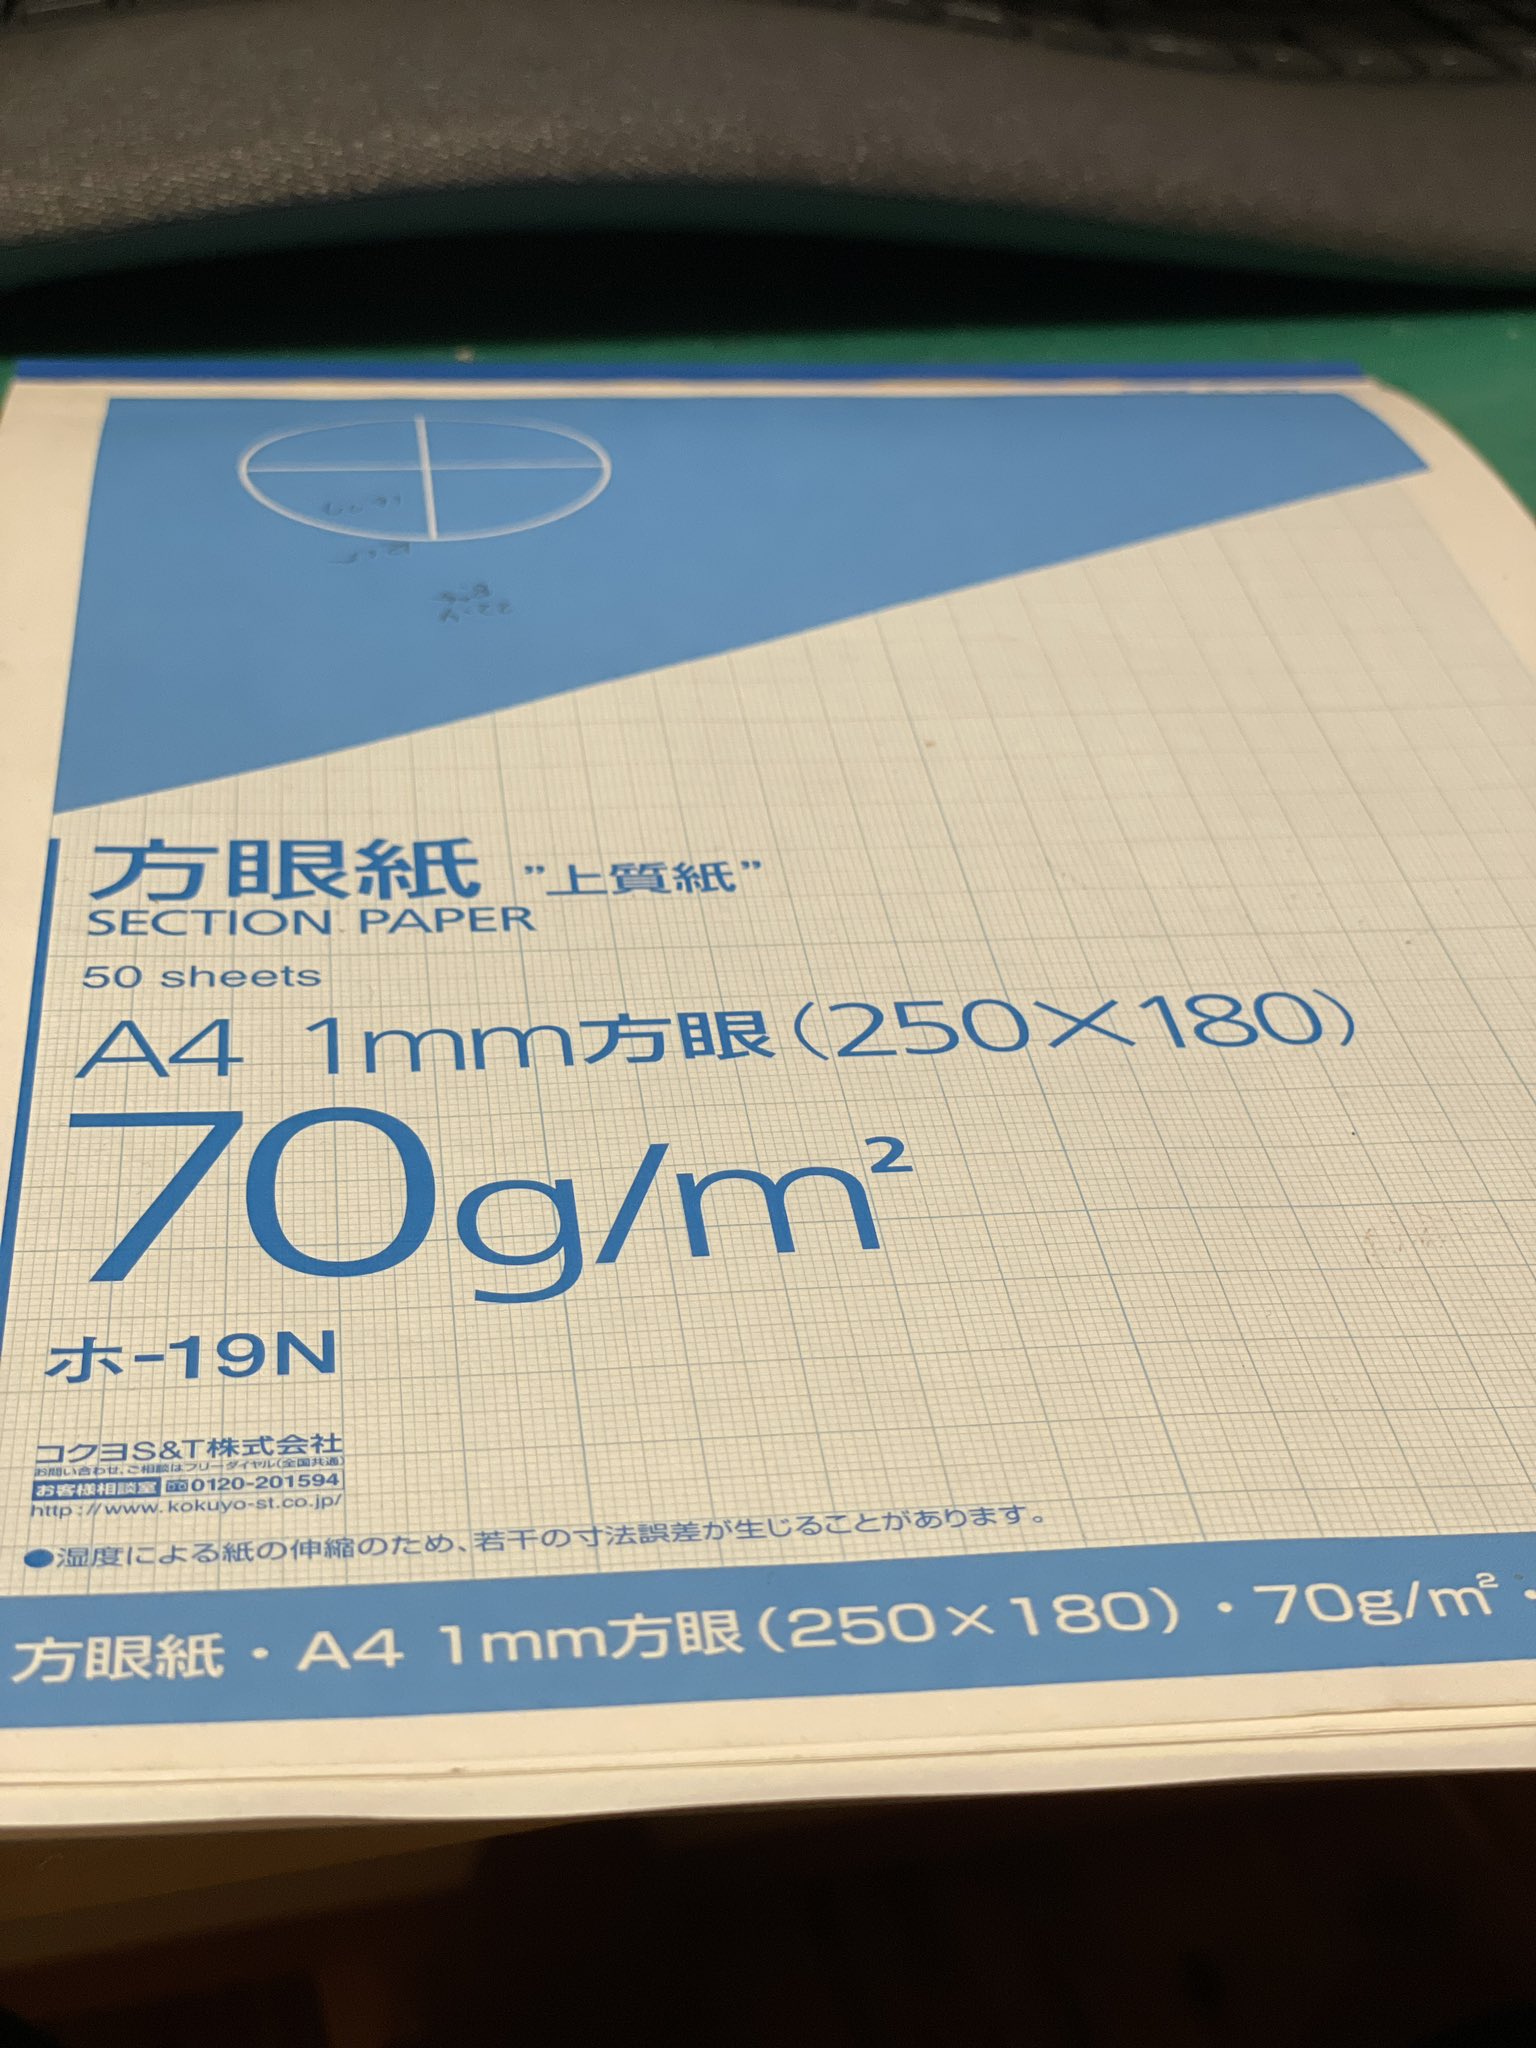 方眼紙 ”上質紙”
SECTION PAPER
50 sheets
A4 1mm方眼(250×180)
70g/m²
ホ-19N
コクヨS&T株式会社
お問い合わせ、ご相談はフリーダイヤル(全国共通)
お客様相談室 0120-201594
http://www.kokuyo-st.co.jp/
●湿度による紙の伸縮のため、若干の寸法誤差が生じることがあります。
方眼紙・A4 1mm方眼(250×180)・70g/m²・